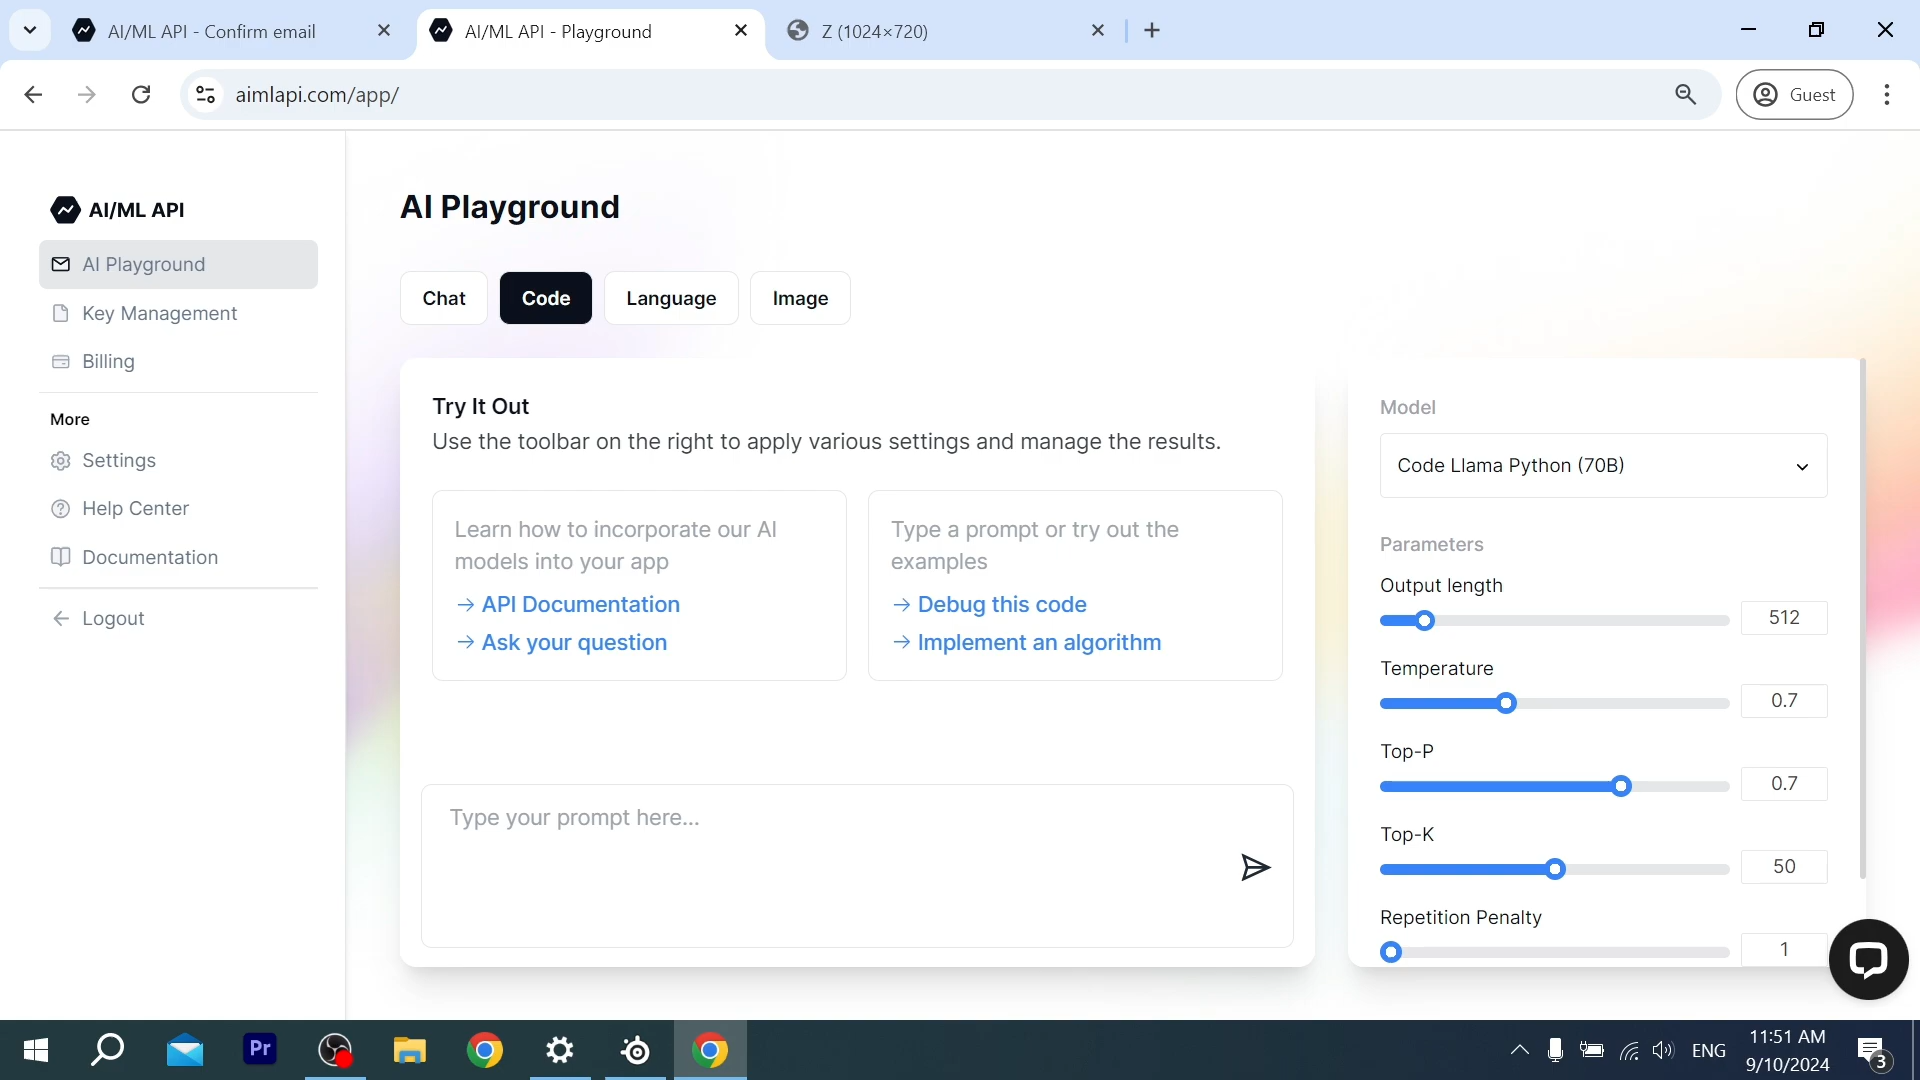 AI/ML API - Confirm email
AI/ML API - Playground
Z (1024×720)
aimlapi.com/app/
Guest
AI/ML API
AI Playground
Key Management
Billing
More
Settings
Help Center
Documentation
Logout
AI Playground
Chat
Code
Language
Image
Try It Out
Use the toolbar on the right to apply various settings and manage the results.
Learn how to incorporate our AI
models into your app
→ API Documentation
→ Ask your question
Type a prompt or try out the
examples
→ Debug this code
→ Implement an algorithm
Type your prompt here...
Model
Code Llama Python (70B)
Parameters
Output length
512
Temperature
0.7
Top-P
0.7
Top-K
50
Repetition Penalty
1
Pr
ENG
11:51 AM
9/10/2024
3